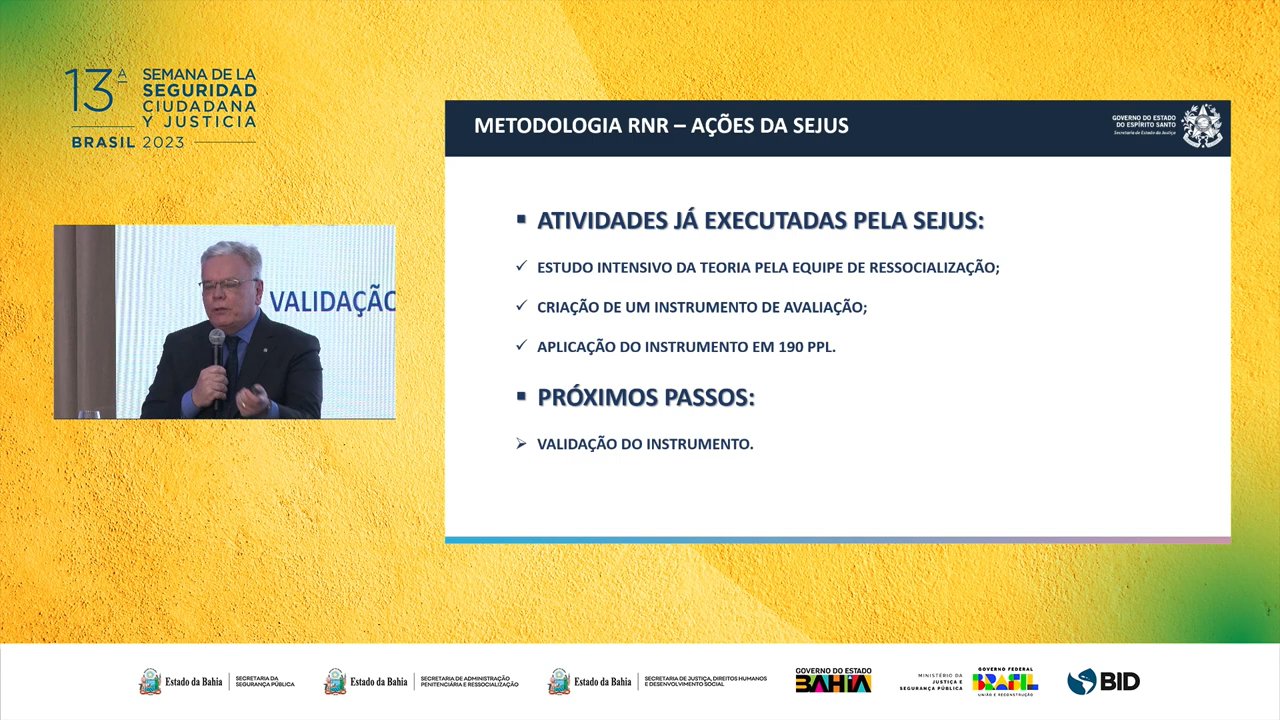 13ª
SEMANA DE LA
SEGURIDAD
CIUDADANA
Y JUSTICIA
BRASIL 2023
METODOLOGIA RNR – AÇÕES DA SEJUS
GOVERNO DO ESTADO
DO ESPÍRITO SANTO
Secretaria de Estado da Justiça
ATIVIDADES JÁ EXECUTADAS PELA SEJUS:
ESTUDO INTENSIVO DA TEORIA PELA EQUIPE DE RESSOCIALIZAÇÃO;
CRIAÇÃO DE UM INSTRUMENTO DE AVALIAÇÃO;
APLICAÇÃO DO INSTRUMENTO EM 190 PPL.
PRÓXIMOS PASSOS:
VALIDAÇÃO DO INSTRUMENTO.
VALIDAÇÃO
Estado da Bahia
SECRETARIA DA
SEGURANÇA PÚBLICA
Estado da Bahia
SECRETARIA DE ADMINISTRAÇÃO
PENITENCIÁRIA E RESSOCIALIZAÇÃO
Estado da Bahia
SECRETARIA DE JUSTIÇA, DIREITOS HUMANOS
E DESENVOLVIMENTO SOCIAL
GOVERNO DO ESTADO
BAHIA
MINISTÉRIO DA
JUSTIÇA E
SEGURANÇA PÚBLICA
GOVERNO FEDERAL
BRASIL
UNIÃO E RECONSTRUÇÃO
BID